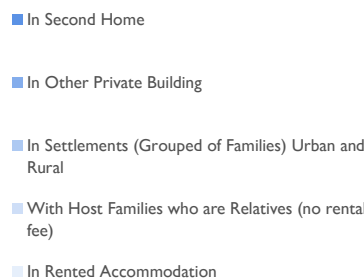 In Second Home
In Other Private Building
In Settlements (Grouped of Families) Urban and
Rural
With Host Families who are Relatives (no rental
fee)
In Rented Accommodation